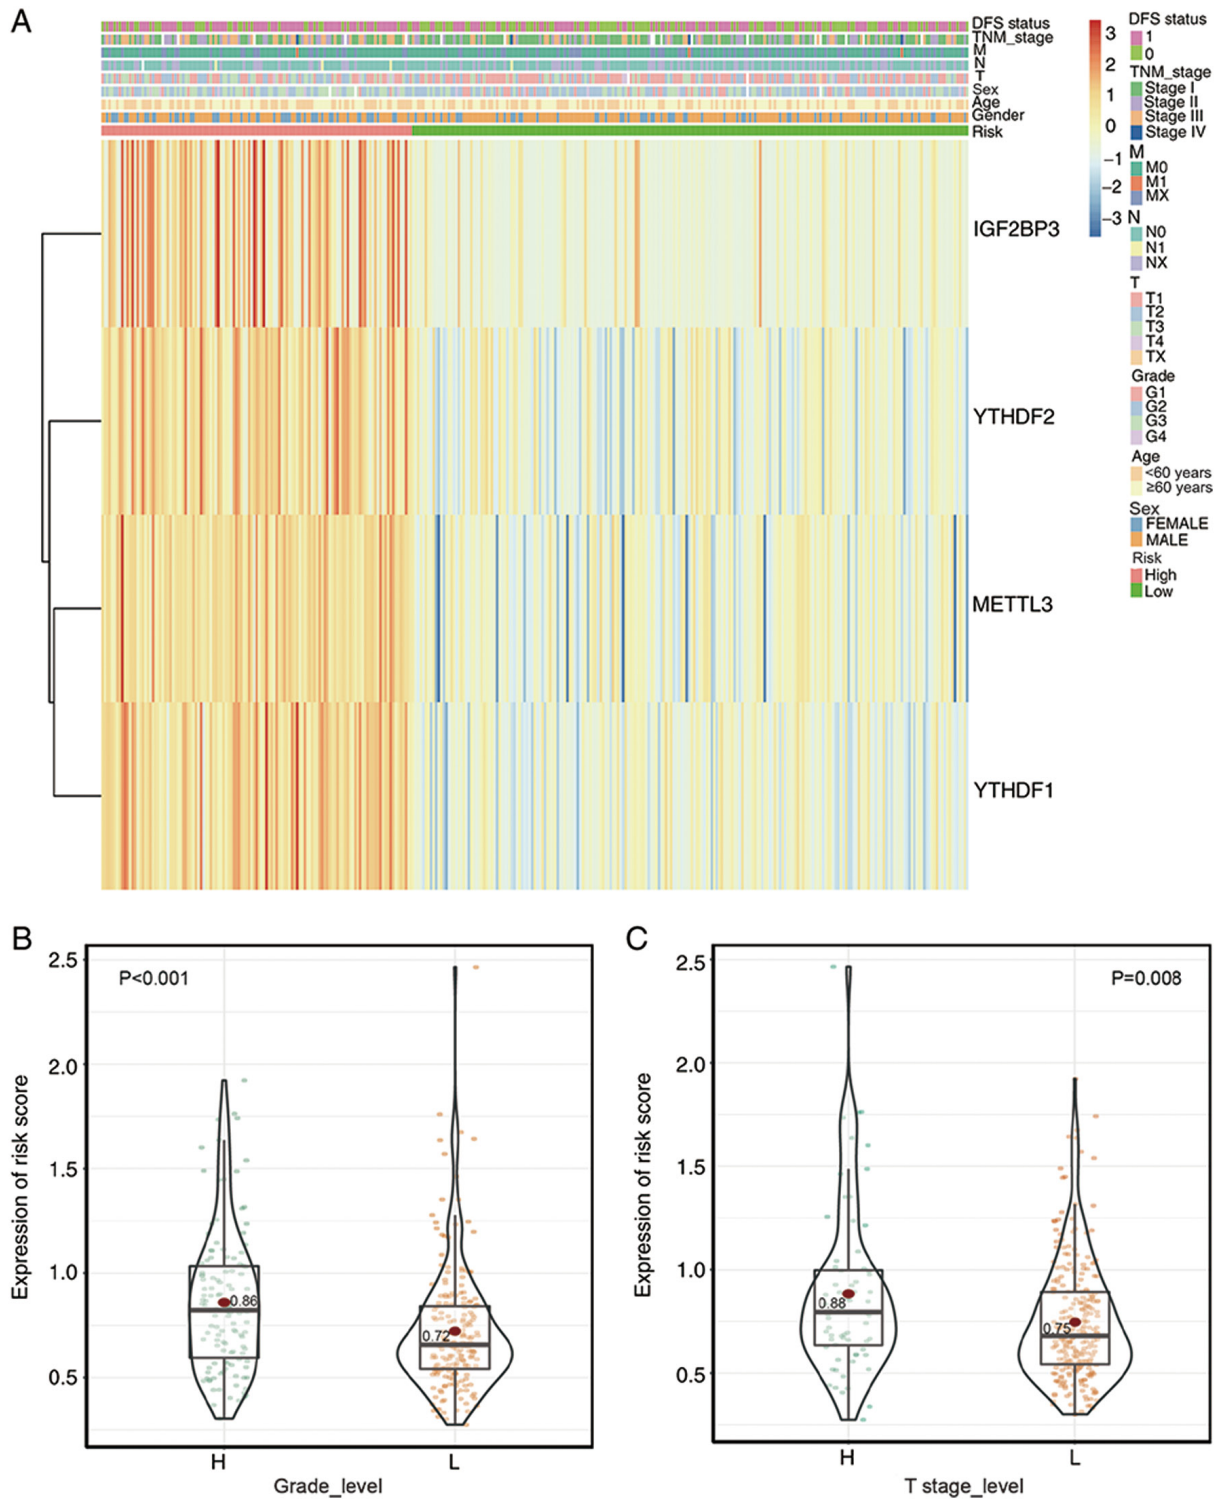 A
DFS status
TNM_stage
M
N
T
Sex
Age
Gender
Risk
3
2
1
0
−1
−2
−3
DFS status
1
0
TNM_stage
Stage I
Stage II
Stage III
Stage IV
M
M0
M1
MX
N
N0
N1
NX
T
T1
T2
T3
T4
TX
Grade
G1
G2
G3
G4
Age
<60 years
≥60 years
Sex
FEMALE
MALE
Risk
High
Low
IGF2BP3
YTHDF2
METTL3
YTHDF1
B
P<0.001
Expression of risk score
2.5
2.0
1.5
1.0
0.5
0.86
0.72
H
L
Grade_level
C
P=0.008
Expression of risk score
2.5
2.0
1.5
1.0
0.5
0.88
0.75
H
L
T stage_level